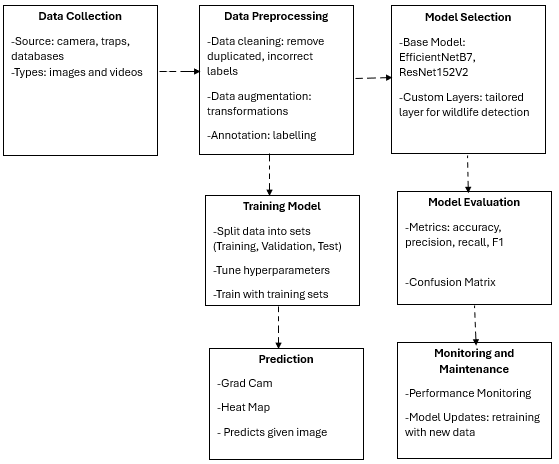 Data Collection
-Source: camera, traps,
databases
-Types: images and videos
Data Preprocessing
-Data cleaning: remove
duplicated, incorrect
labels
-Data augmentation:
transformations
-Annotation: labelling
Model Selection
-Base Model:
EfficientNetB7,
ResNet152V2
-Custom Layers: tailored
layer for wildlife detection
Training Model
-Split data into sets
(Training, Validation, Test)
-Tune hyperparameters
-Train with training sets
Model Evaluation
-Metrics: accuracy,
precision, recall, F1
-Confusion Matrix
Prediction
-Grad Cam
-Heat Map
- Predicts given image
Monitoring and
Maintenance
-Performance Monitoring
-Model Updates: retraining
with new data